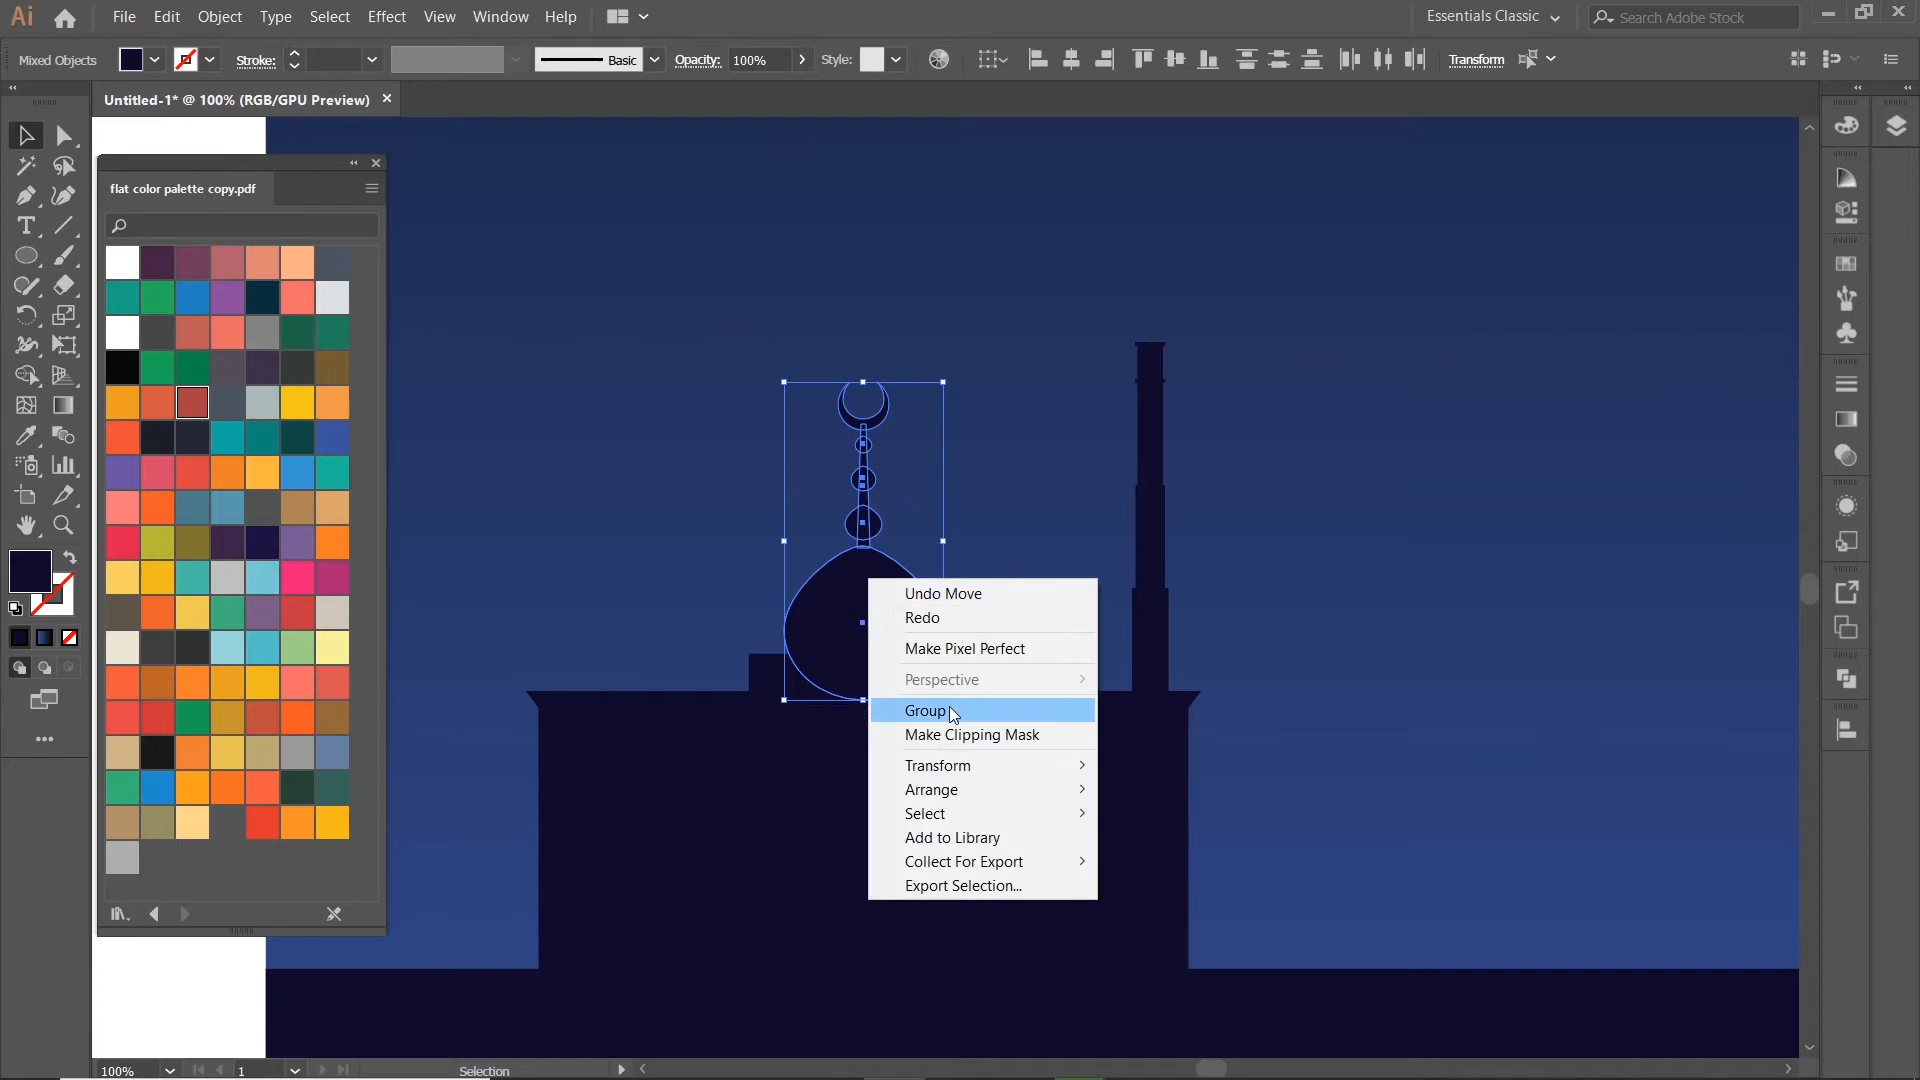 Ai File Edit Object Type Select Effect View Window Help Essentials Classic Search Adobe Stock
Mixed Objects Stroke: Basic Opacity: 100% Style: Transform
Untitled-1* @ 100% (RGB/GPU Preview)
flat color palette copy.pdf
Undo Move
Redo
Make Pixel Perfect
Perspective
Group
Make Clipping Mask
Transform
Arrange
Select
Add to Library
Collect For Export
Export Selection...
100% 1 Selection